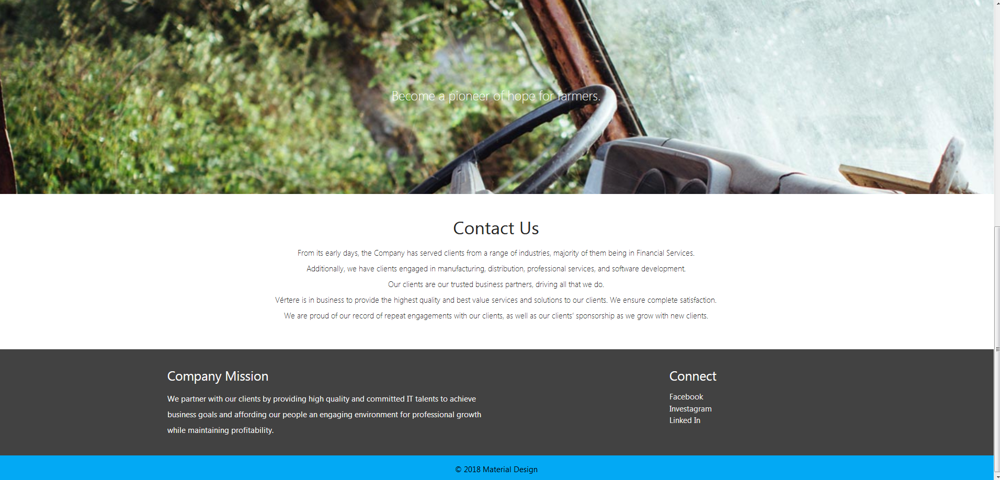 Become a pioneer of hope for farmers.
Contact Us
From its early days, the Company has served clients from a range of industries, majority of them being in Financial Services.
Additionally, we have clients engaged in manufacturing, distribution, professional services, and software development.
Our clients are our trusted business partners, driving all that we do.
Vértere is in business to provide the highest quality and best value services and solutions to our clients. We ensure complete satisfaction.
We are proud of our record of repeat engagements with our clients, as well as our clients’ sponsorship as we grow with new clients.
Company Mission
We partner with our clients by providing high quality and committed IT talents to achieve
business goals and affording our people an engaging environment for professional growth
while maintaining profitability.
Connect
Facebook
Investagram
Linked In
© 2018 Material Design